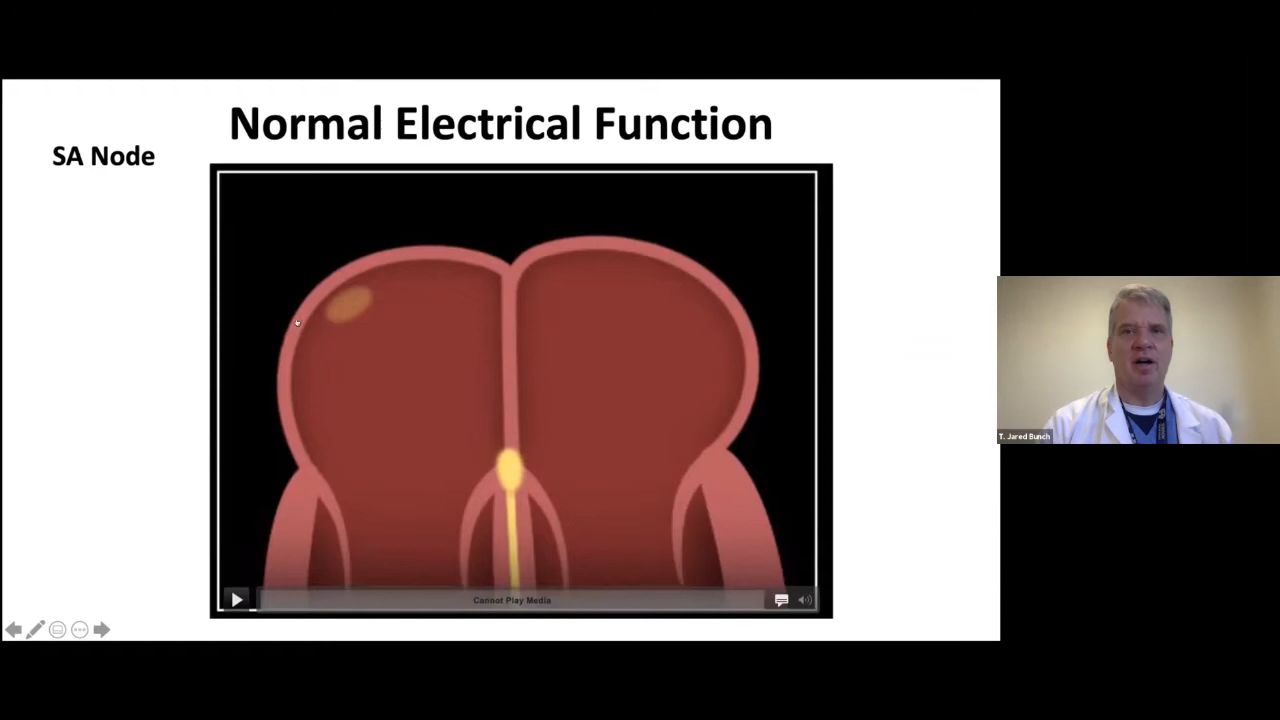 Normal Electrical Function
SA Node
Cannot Play Media
T. Jared Bunch